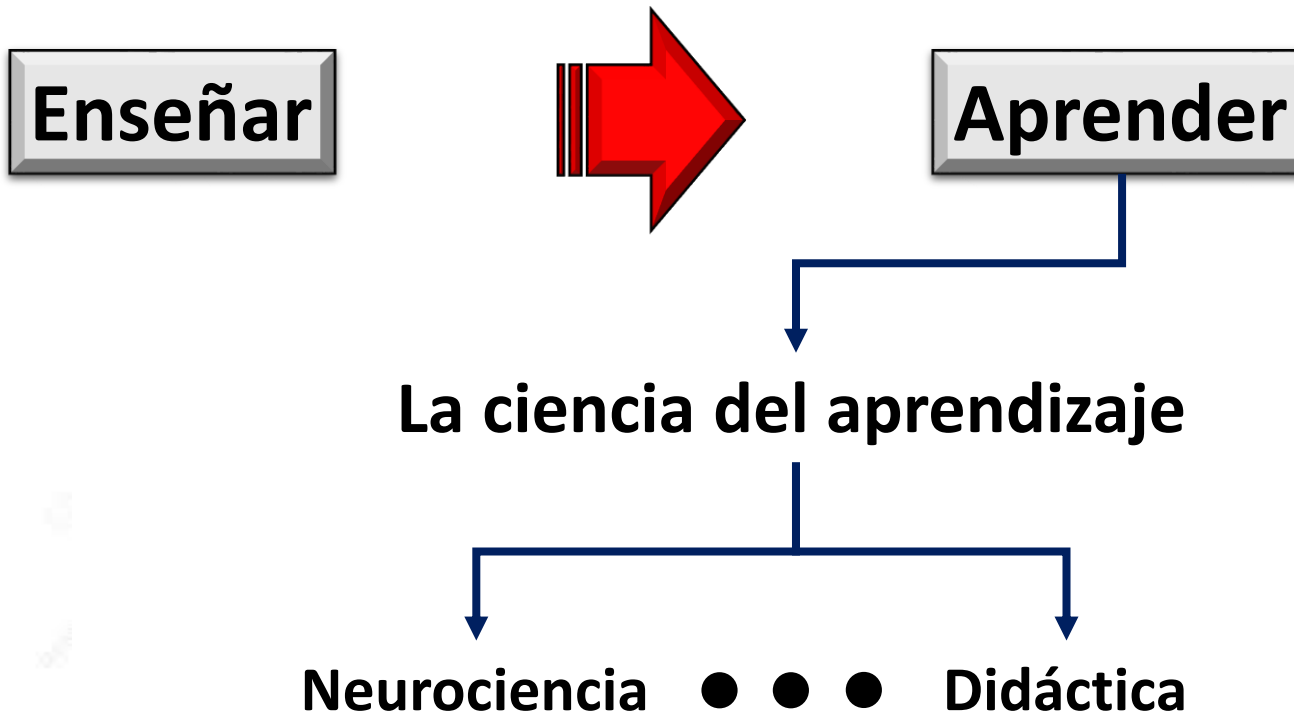 Enseñar
Aprender
La ciencia del aprendizaje
Neurociencia ● ● ● Didáctica